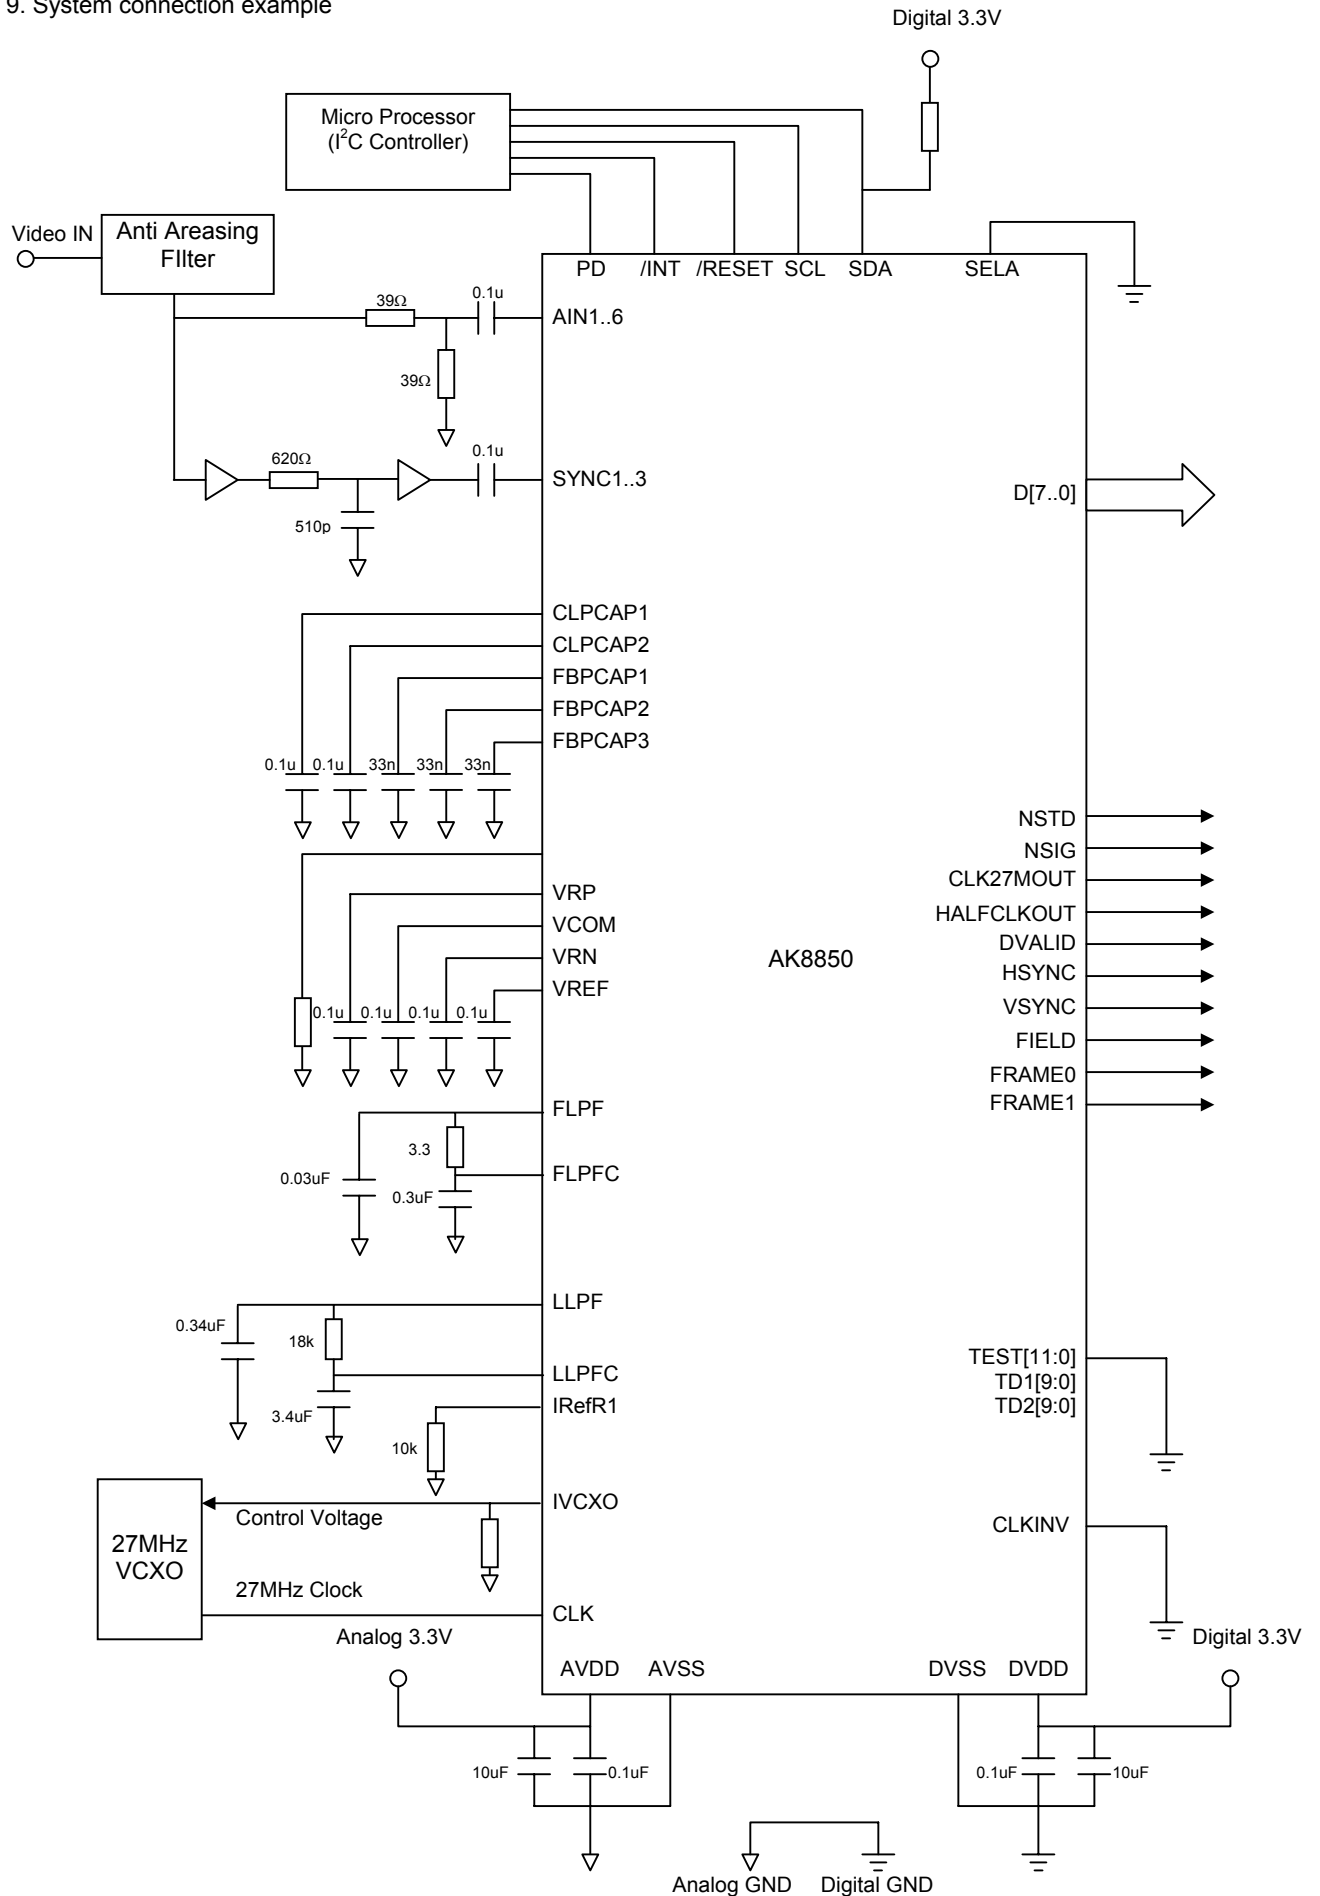 9. System connection example
Digital 3.3V
Micro Processor
(I²C Controller)
Video IN
Anti Areasing
FIlter
PD /INT /RESET SCL SDA SELA
39Ω
0.1u
AIN1..6
39Ω
620Ω
0.1u
SYNC1..3
510p
D[7..0]
CLPCAP1
CLPCAP2
FBPCAP1
FBPCAP2
FBPCAP3
0.1u 0.1u 33n 33n 33n
NSTD
NSIG
CLK27MOUT
HALFCLKOUT
DVALID
HSYNC
VSYNC
FIELD
FRAME0
FRAME1
VRP
VCOM
VRN
VREF
AK8850
0.1u 0.1u 0.1u 0.1u
FLPF
3.3
FLPFC
0.03uF
0.3uF
LLPF
0.34uF
18k
LLPFC
3.4uF
IRefR1
10k
TEST[11:0]
TD1[9:0]
TD2[9:0]
IVCXO
Control Voltage
27MHz
VCXO
27MHz Clock
CLK
CLKINV
Analog 3.3V
Digital 3.3V
AVDD AVSS DVSS DVDD
10uF 0.1uF 0.1uF 10uF
Analog GND Digital GND